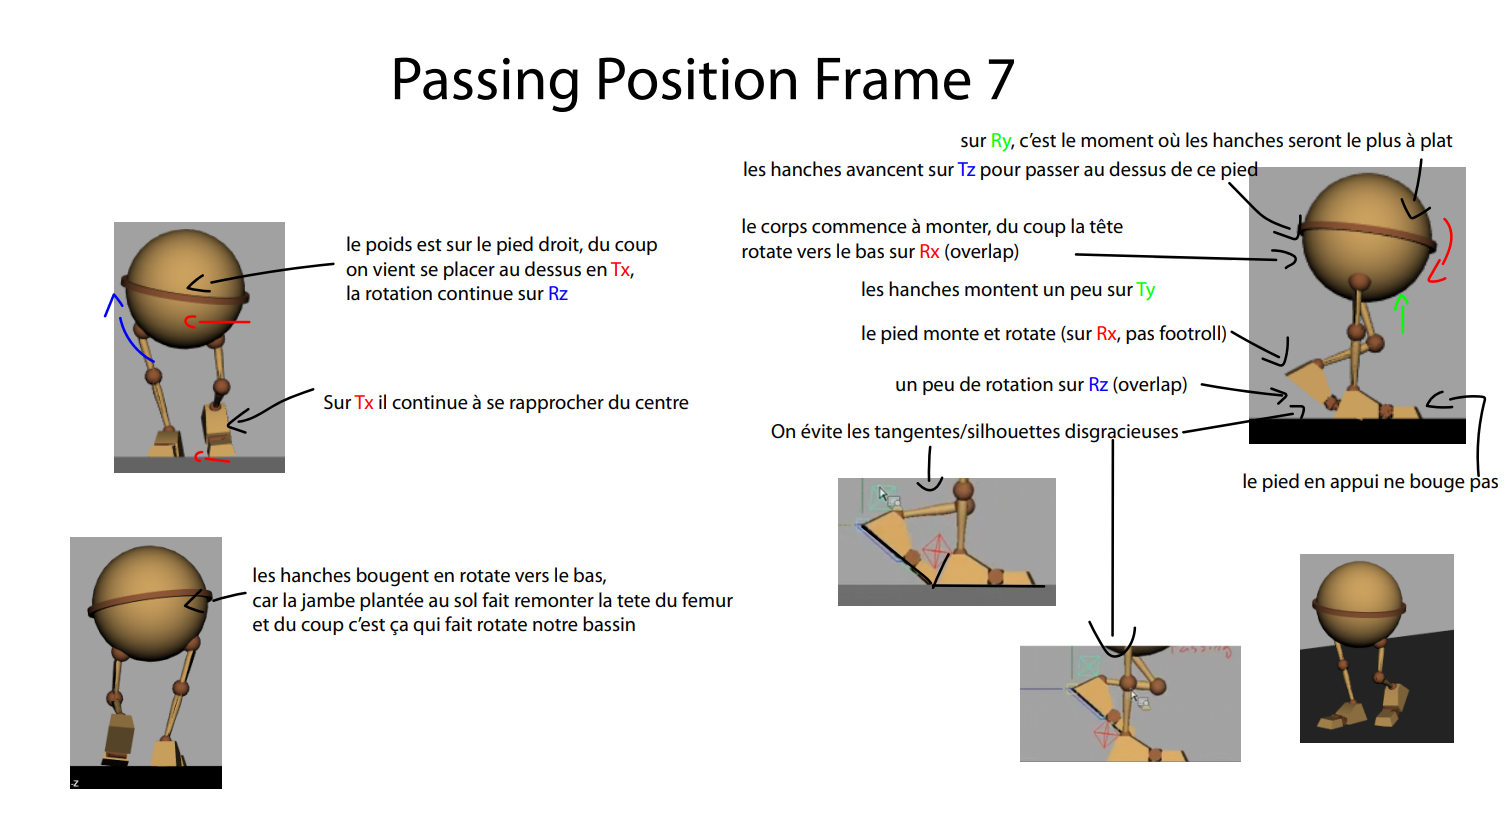 Passing Position Frame 7
sur Ry, c'est le moment où les hanches seront le plus à plat
les hanches avancent sur Tz pour passer au dessus de ce pied
le corps commence à monter, du coup la tête
rotate vers le bas sur Rx (overlap)
les hanches montent un peu sur Ty
le pied monte et rotate (sur Rx, pas footroll)
un peu de rotation sur Rz (overlap)
On évite les tangentes/silhouettes disgracieuses
le pied en appui ne bouge pas
le poids est sur le pied droit, du coup
on vient se placer au dessus en Tx,
la rotation continue sur Rz
Sur Tx il continue à se rapprocher du centre
les hanches bougent en rotate vers le bas,
car la jambe plantée au sol fait remonter la tete du femur
et du coup c'est ça qui fait rotate notre bassin
-Z
Passing